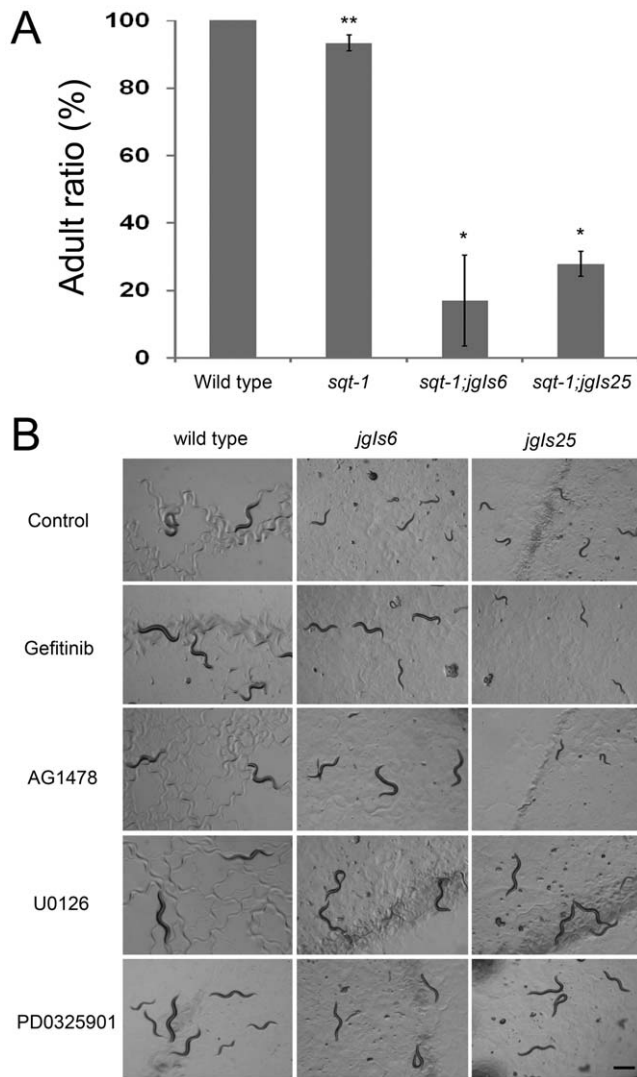 A
Adult ratio (%)
100
80
60
40
20
0
**
*
*
Wild type
sqt-1
sqt-1;jgIs6
sqt-1;jgIs25
B
wild type
jgIs6
jgIs25
Control
Gefitinib
AG1478
U0126
PD0325901